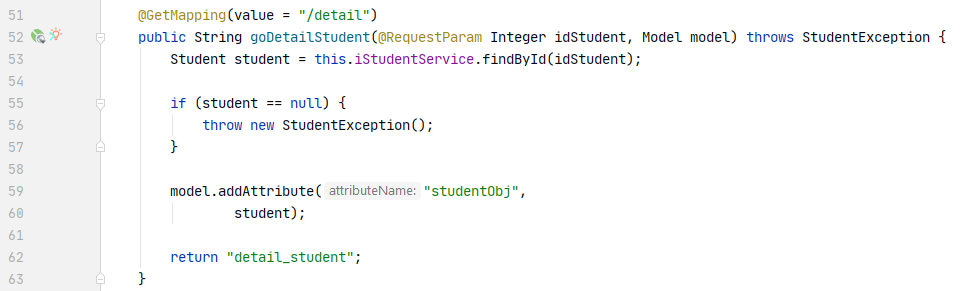 51 @GetMapping(value = "/detail")
52 public String goDetailStudent(@RequestParam Integer idStudent, Model model) throws StudentException {
53 Student student = this.iStudentService.findById(idStudent);
54
55 if (student == null) {
56 throw new StudentException();
57 }
58
59 model.addAttribute( attributeName: "studentObj",
60 student);
61
62 return "detail_student";
63 }